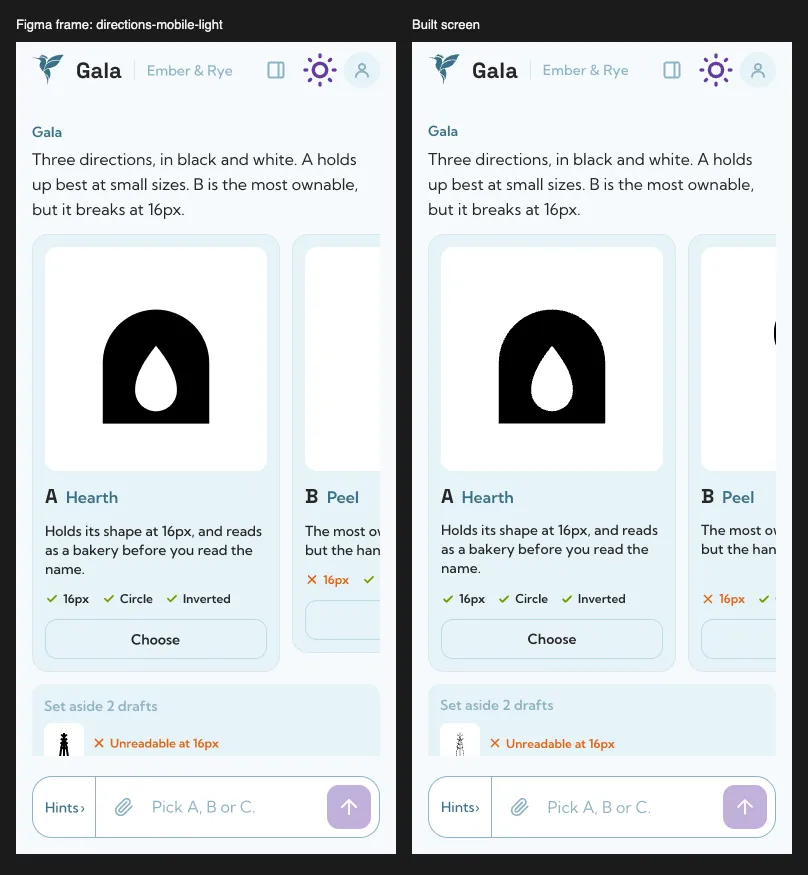 Figma frame: directions-mobile-light
Gala
Ember & Rye
Gala
Three directions, in black and white. A holds
up best at small sizes. B is the most ownable,
but it breaks at 16px.
A Hearth
Holds its shape at 16px, and reads
as a bakery before you read the
name.
16px Circle Inverted
Choose
B Peel
The most
but the han
16px
Set aside 2 drafts
Unreadable at 16px
Hints›
Pick A, B or C.
Built screen
Gala
Ember & Rye
Gala
Three directions, in black and white. A holds
up best at small sizes. B is the most ownable,
but it breaks at 16px.
A Hearth
Holds its shape at 16px, and reads
as a bakery before you read the
name.
16px Circle Inverted
Choose
B Peel
The most
but the han
16px
Set aside 2 drafts
Unreadable at 16px
Hints›
Pick A, B or C.